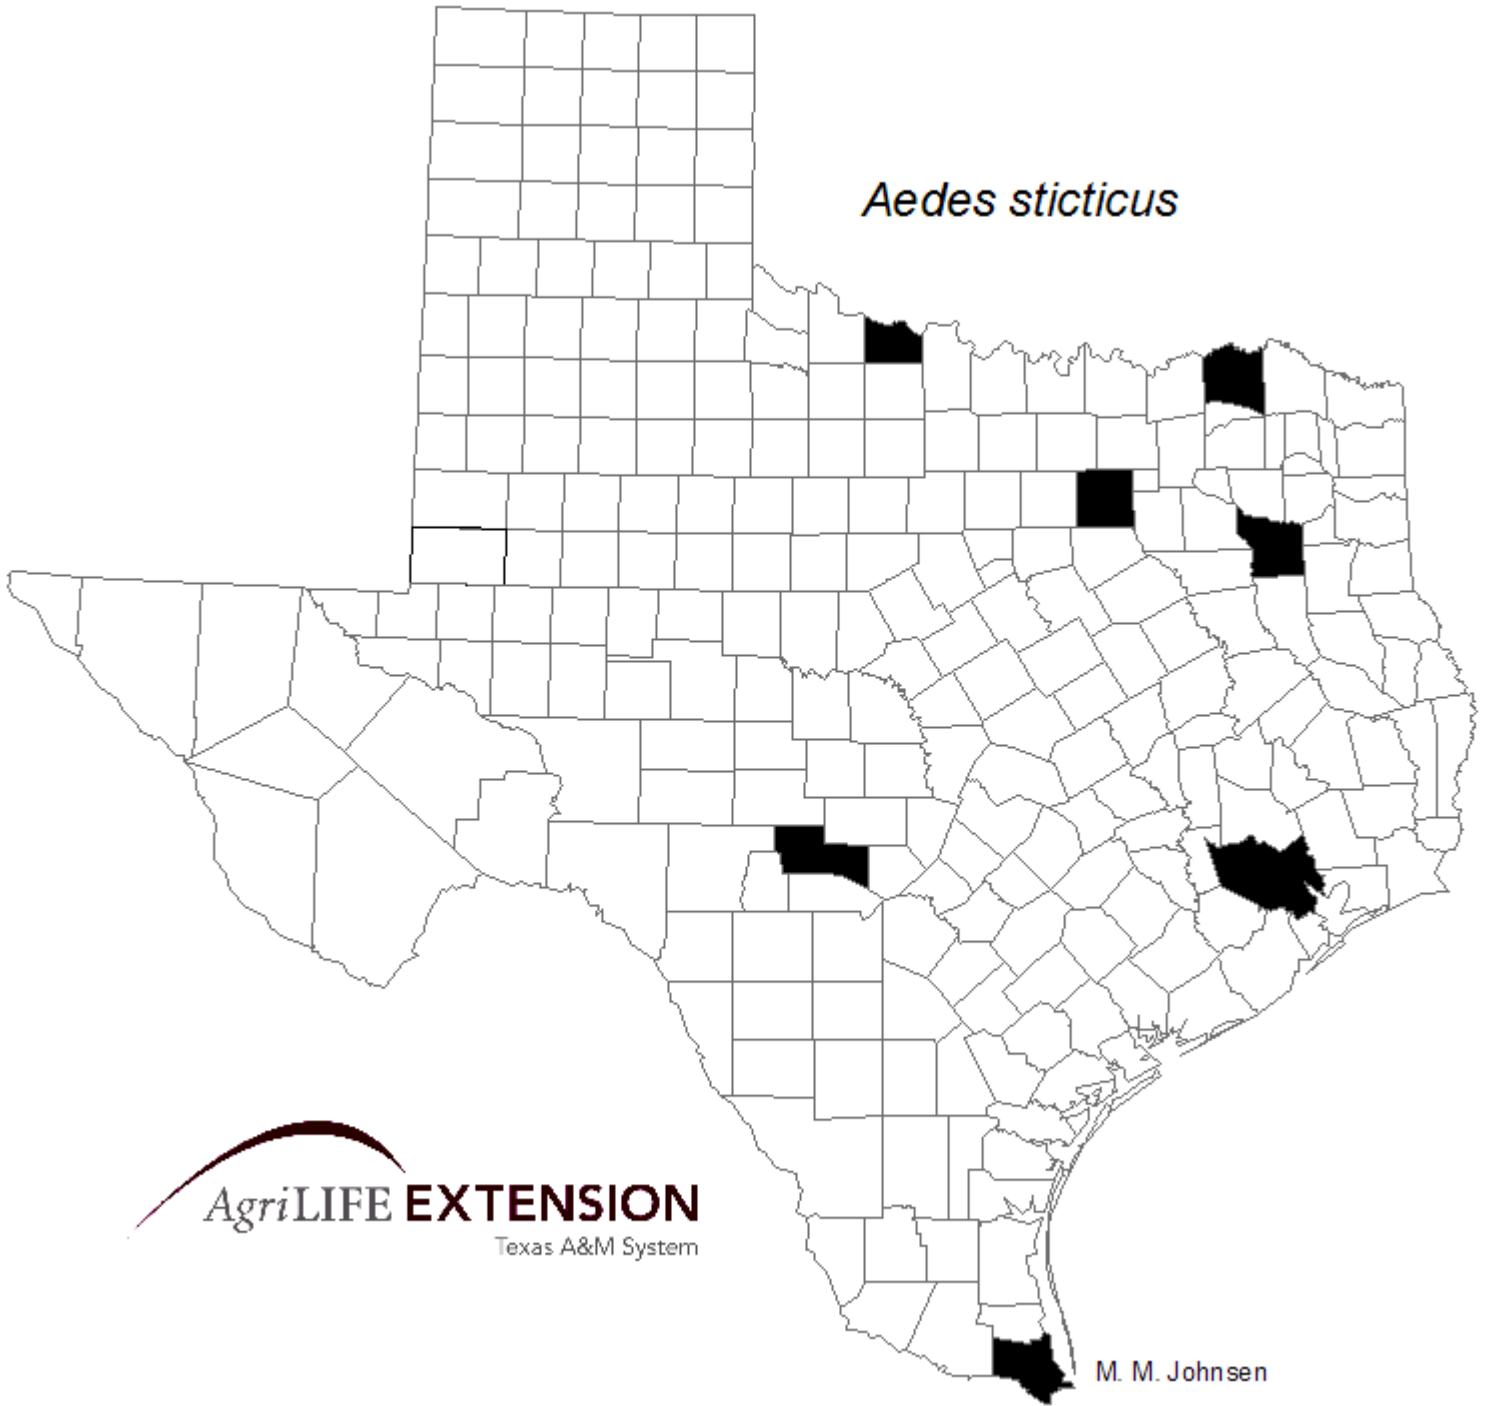 Aedes sticticus
AgriLIFE EXTENSION
Texas A&M System
M. M. Johnsen